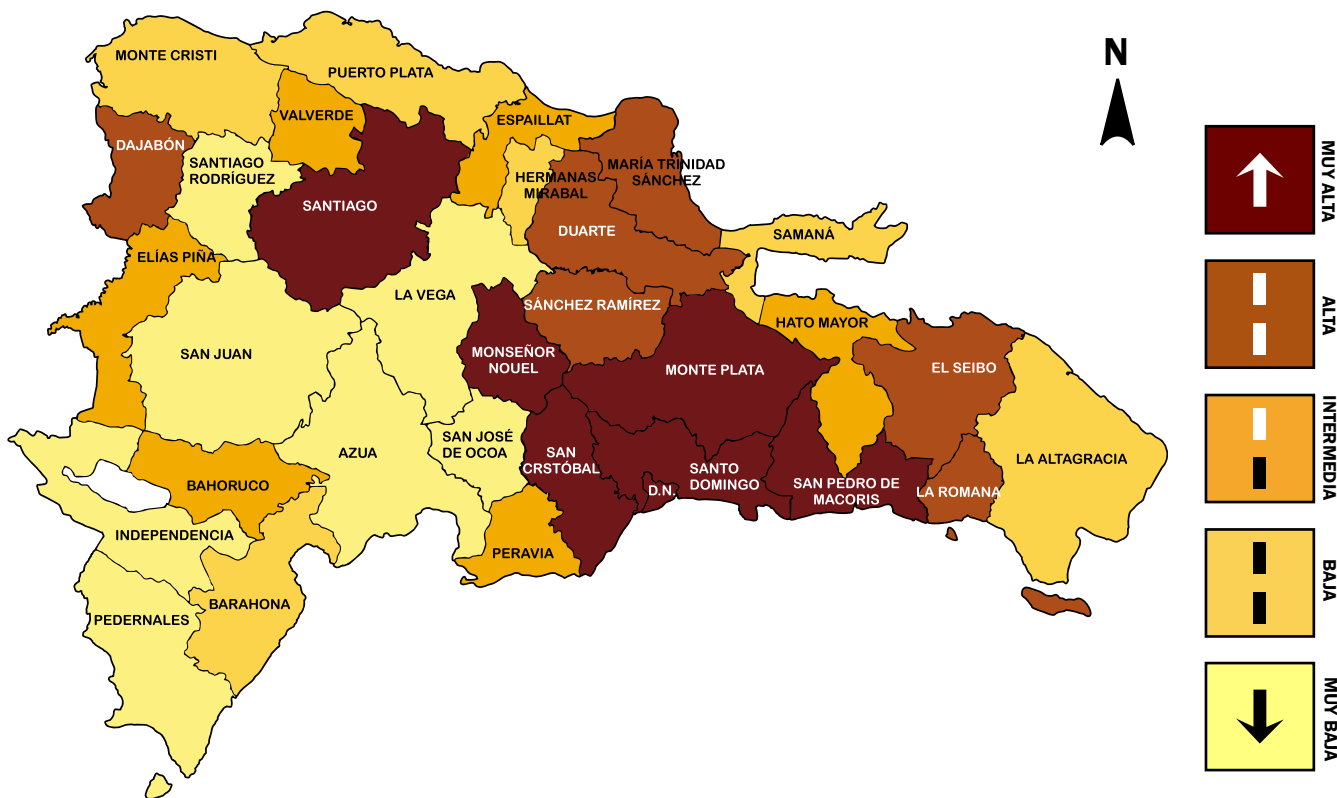 MONTE CRISTI
PUERTO PLATA
N
VALVERDE
ESPAILLAT
DAJABÓN
SANTIAGO
RODRÍGUEZ
HERMANAS
MIRABAL
MARÍA TRINIDAD
SÁNCHEZ
SANTIAGO
DUARTE
SAMANÁ
ELÍAS PIÑA
LA VEGA
SÁNCHEZ RAMÍREZ
HATO MAYOR
SAN JUAN
MONSEÑOR
NOUEL
MONTE PLATA
EL SEIBO
AZUA
SAN JOSÉ
DE OCOA
SAN
CRSTÓBAL
SANTO
DOMINGO
D.N.
SAN PEDRO DE
MACORIS
LA ROMANA
LA ALTAGRACIA
BAHORUCO
INDEPENDENCIA
PERAVIA
BARAHONA
PEDERNALES
MUY ALTA
ALTA
INTERMEDIA
BAJA
MUY BAJA